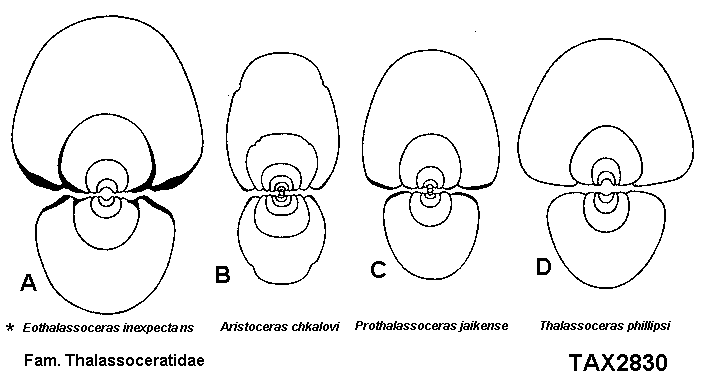 A
B
C
D
* Eothalassoceras inexpectans Aristoceras chkalovi Prothalassoceras jaikense Thalassoceras phillipsi
Fam. Thalassoceratidae TAX2830